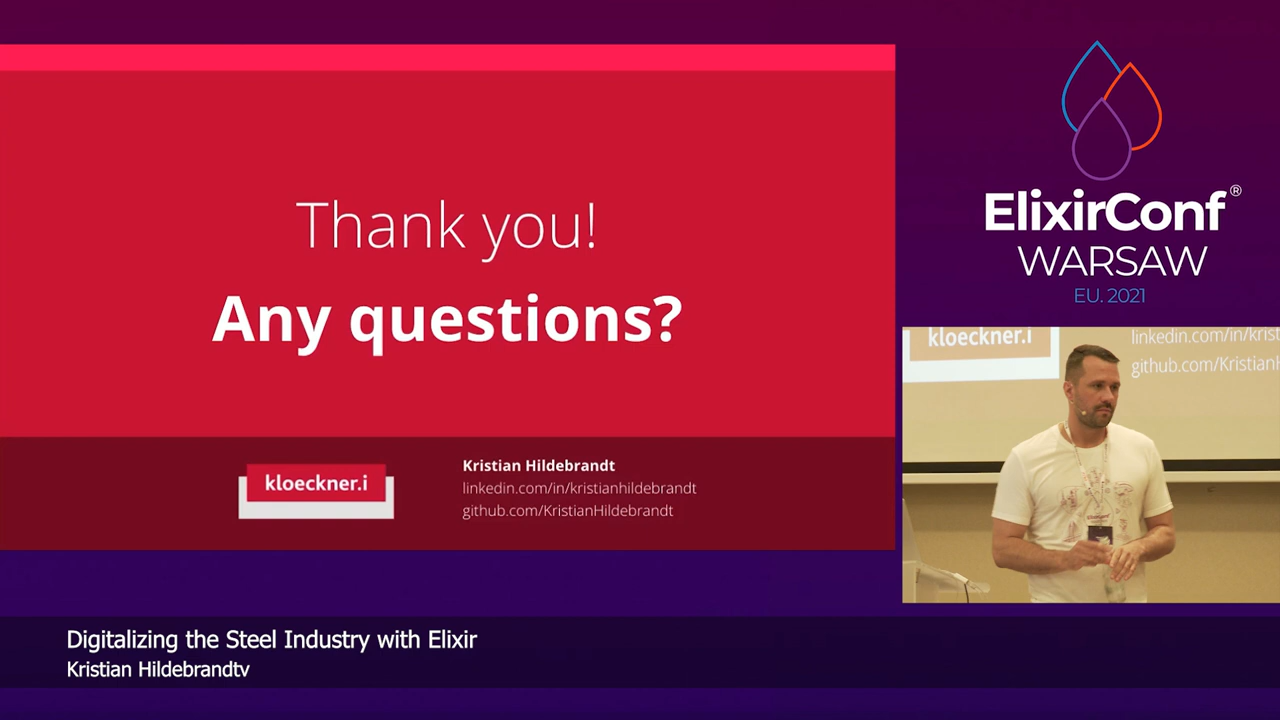 Thank you!
Any questions?
kloeckner.i
Kristian Hildebrandt
linkedin.com/in/kristianhildebrandt
github.com/KristianHildebrandt
ElixirConf®
WARSAW
EU. 2021
kloeckner.i
linkedin.com/in/krist
github.com/KristianH
ElixirConf
Digitalizing the Steel Industry with Elixir
Kristian Hildebrandtv